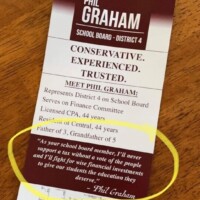 PHIL
GRAHAM
SCHOOL BOARD - DISTRICT 4
CONSERVATIVE.
EXPERIENCED.
TRUSTED.
MEET PHIL GRAHAM:
Represents District 4 on School Board
Serves on Finance Committee
Licensed CPA, 44 years
Resident of Central, 44 years
Father of 3, Grandfather of 5
"As your school board member, I'll never
support a tax without a vote of the people
and I'll fight for wise financial investments
to give our students the education they
deserve."
- Phil Graham